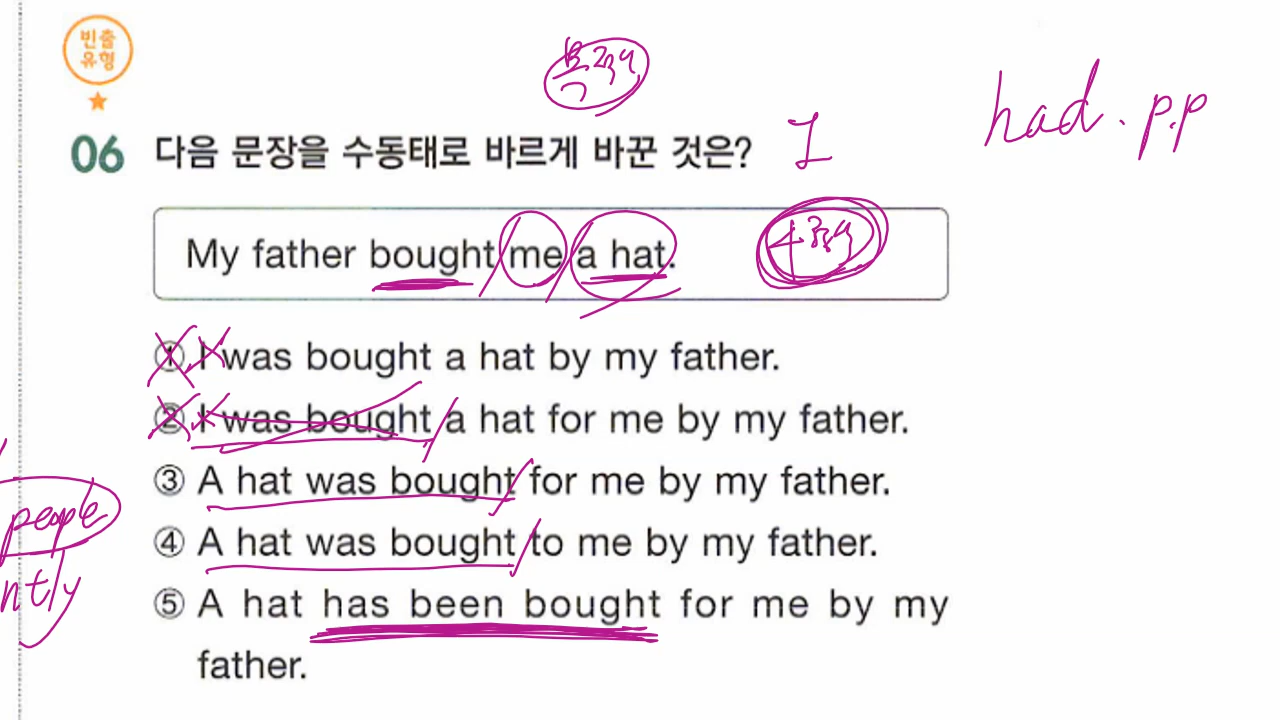 빈출
유형
06 다음 문장을 수동태로 바르게 바꾼 것은?
had. p.p
My father bought me a hat.
4형식
① I was bought a hat by my father.
② I was bought a hat for me by my father.
③ A hat was bought for me by my father.
people
④ A hat was bought to me by my father.
ntly
⑤ A hat has been bought for me by my
father.